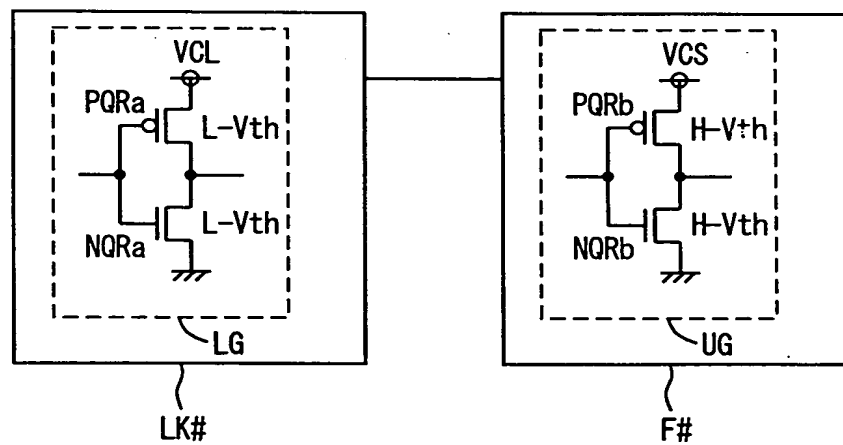 VCL
PQRa
L-Vth
L-Vth
NQRa
LG
LK#
VCS
PQRb
H-Vth
H-Vth
NQRb
UG
F#